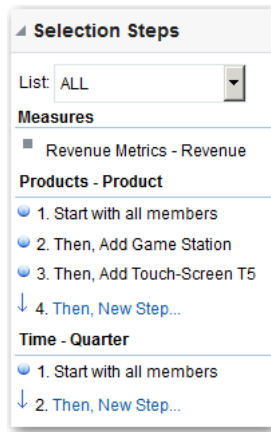 Selection Steps
List: ALL
Measures
Revenue Metrics - Revenue
Products - Product
1. Start with all members
2. Then, Add Game Station
3. Then, Add Touch-Screen T5
4. Then, New Step...
Time - Quarter
1. Start with all members
2. Then, New Step...